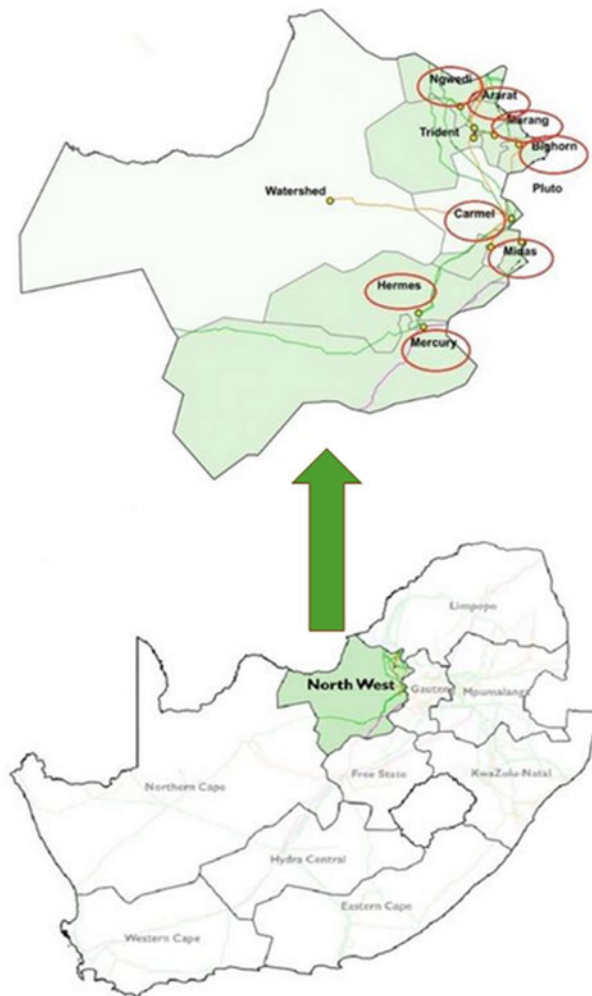 Ngwedi
Ararat
Marang
Trident
Bighorn
Pluto
Watershed
Carmel
Midas
Hermes
Mercury
Limpopo
North West
Gauteng
Mpumalanga
Northern Cape
Free State
KwaZulu-Natal
Hydra Central
Eastern Cape
Western Cape